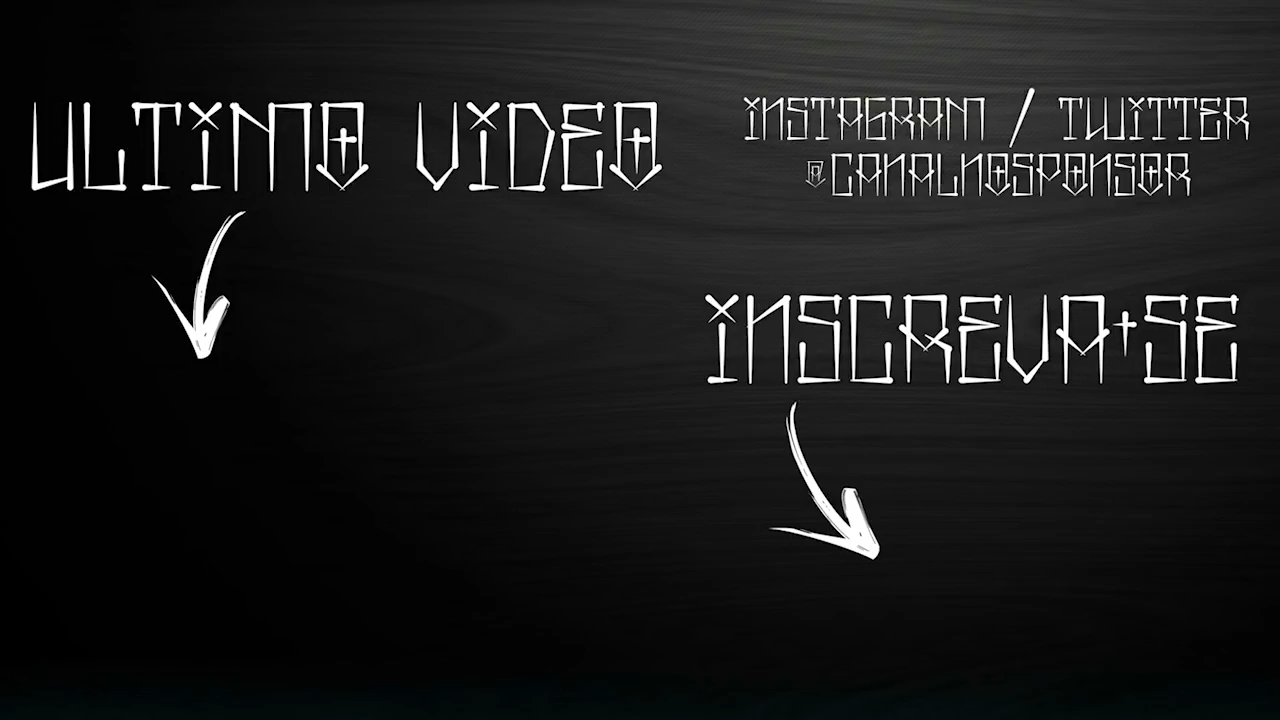 ULTIMO VIDEO
INSTAGRAM / TWITTER
@CANALNOSPONSOR
INSCREVA-SE